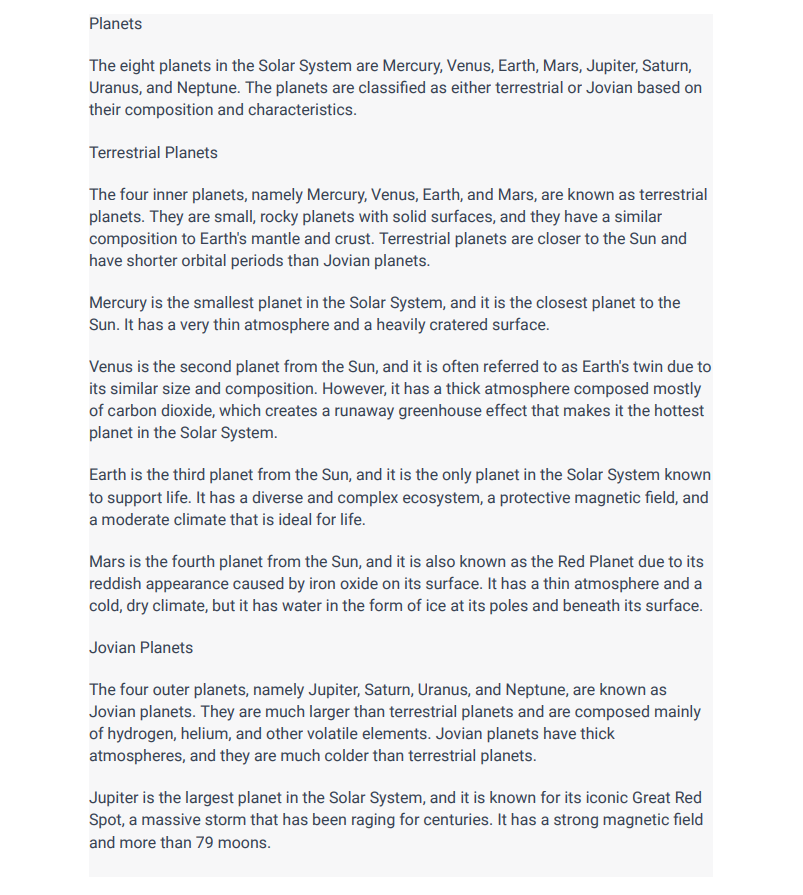 Planets
The eight planets in the Solar System are Mercury, Venus, Earth, Mars, Jupiter, Saturn,
Uranus, and Neptune. The planets are classified as either terrestrial or Jovian based on
their composition and characteristics.
Terrestrial Planets
The four inner planets, namely Mercury, Venus, Earth, and Mars, are known as terrestrial
planets. They are small, rocky planets with solid surfaces, and they have a similar
composition to Earth's mantle and crust. Terrestrial planets are closer to the Sun and
have shorter orbital periods than Jovian planets.
Mercury is the smallest planet in the Solar System, and it is the closest planet to the
Sun. It has a very thin atmosphere and a heavily cratered surface.
Venus is the second planet from the Sun, and it is often referred to as Earth's twin due to
its similar size and composition. However, it has a thick atmosphere composed mostly
of carbon dioxide, which creates a runaway greenhouse effect that makes it the hottest
planet in the Solar System.
Earth is the third planet from the Sun, and it is the only planet in the Solar System known
to support life. It has a diverse and complex ecosystem, a protective magnetic field, and
a moderate climate that is ideal for life.
Mars is the fourth planet from the Sun, and it is also known as the Red Planet due to its
reddish appearance caused by iron oxide on its surface. It has a thin atmosphere and a
cold, dry climate, but it has water in the form of ice at its poles and beneath its surface.
Jovian Planets
The four outer planets, namely Jupiter, Saturn, Uranus, and Neptune, are known as
Jovian planets. They are much larger than terrestrial planets and are composed mainly
of hydrogen, helium, and other volatile elements. Jovian planets have thick
atmospheres, and they are much colder than terrestrial planets.
Jupiter is the largest planet in the Solar System, and it is known for its iconic Great Red
Spot, a massive storm that has been raging for centuries. It has a strong magnetic field
and more than 79 moons.